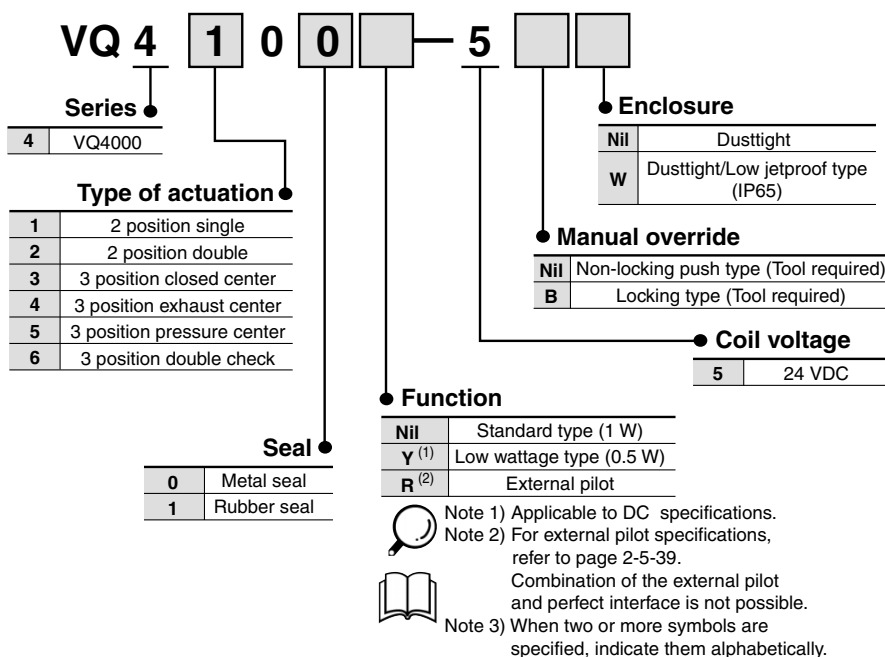 VQ 4 1 0 0 — 5
Series
4 VQ4000
Type of actuation
1 2 position single
2 2 position double
3 3 position closed center
4 3 position exhaust center
5 3 position pressure center
6 3 position double check
Seal
0 Metal seal
1 Rubber seal
Function
Nil Standard type (1 W)
Y (1) Low wattage type (0.5 W)
R (2) External pilot
Note 1) Applicable to DC specifications.
Note 2) For external pilot specifications,
refer to page 2-5-39.
Combination of the external pilot
and perfect interface is not possible.
Note 3) When two or more symbols are
specified, indicate them alphabetically.
Coil voltage
5 24 VDC
Manual override
Nil Non-locking push type (Tool required)
B Locking type (Tool required)
Enclosure
Nil Dusttight
W Dusttight/Low jetproof type
(IP65)